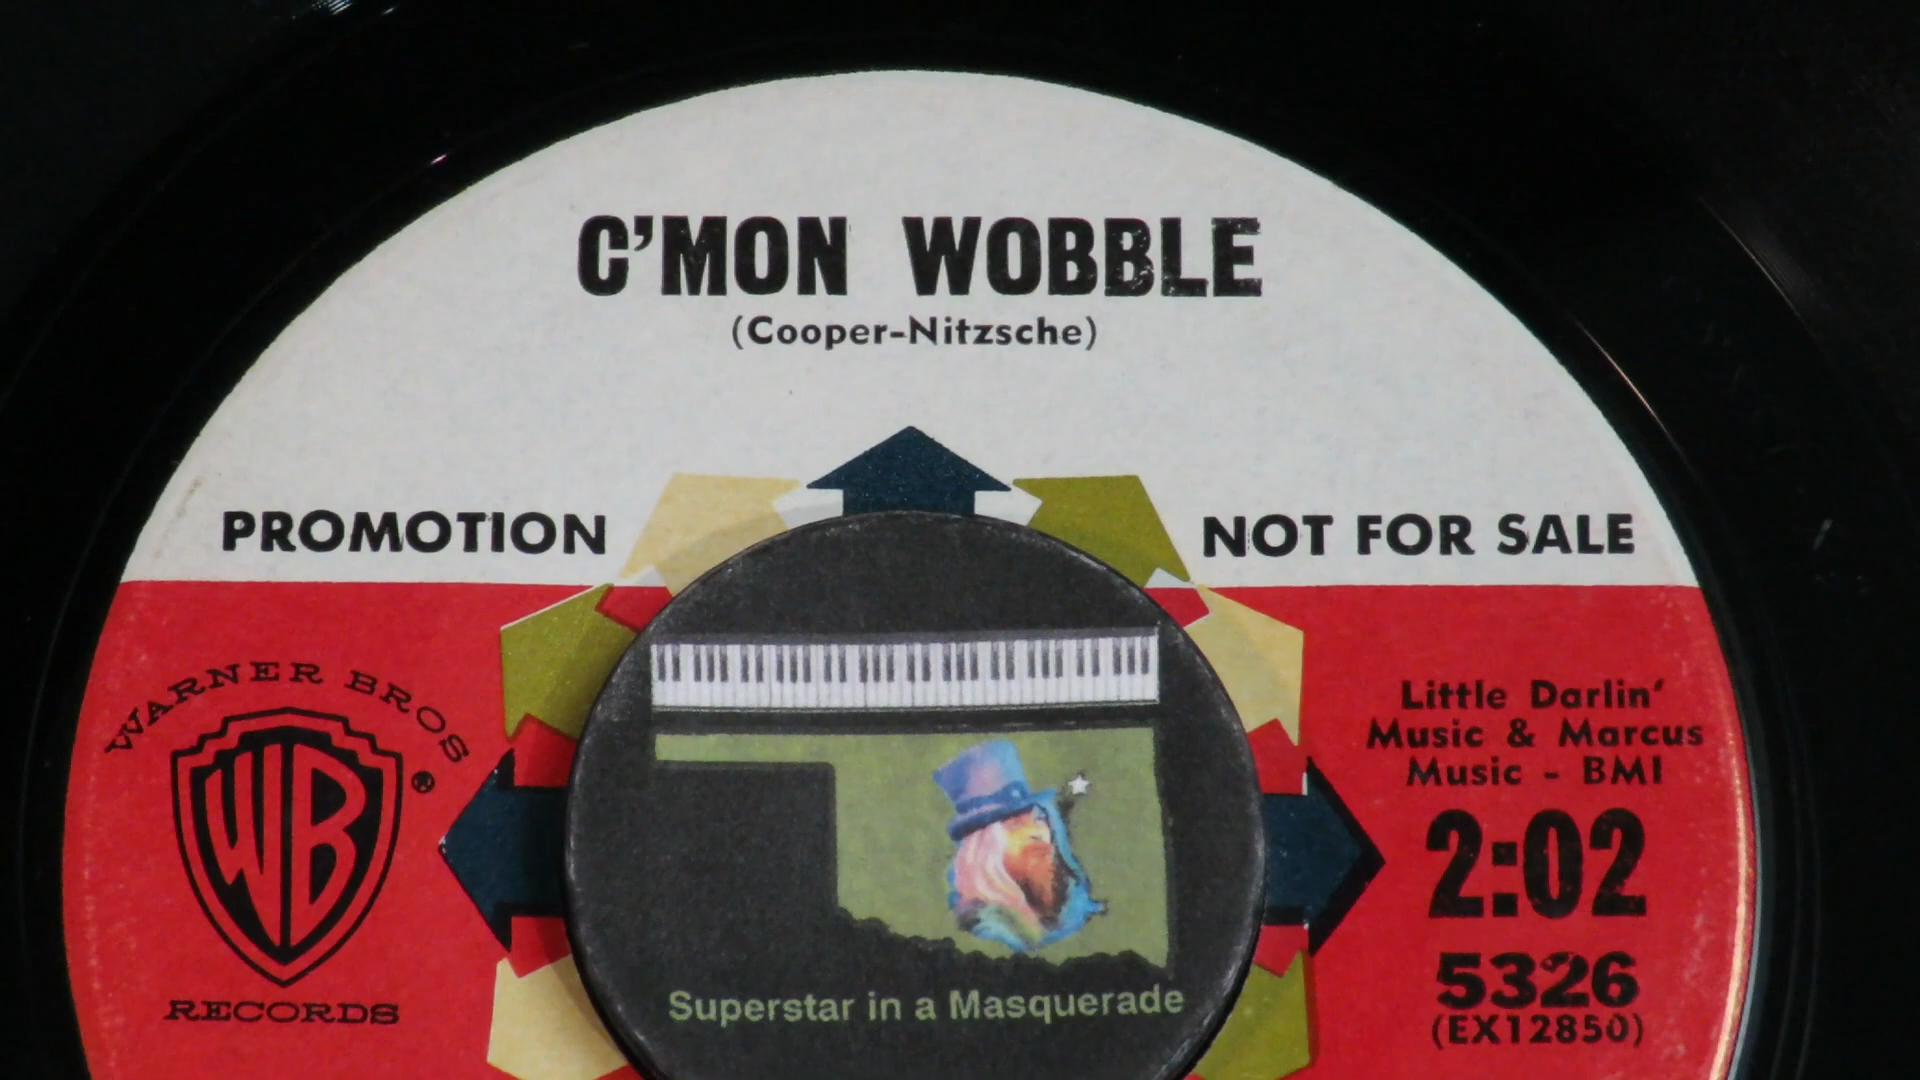 C'MON WOBBLE
(Cooper-Nitzsche)
PROMOTION
NOT FOR SALE
WARNER BROS
WB
®
RECORDS
Little Darlin'
Music & Marcus
Music - BMI
2:02
5326
(EX12850)
Superstar in a Masquerade